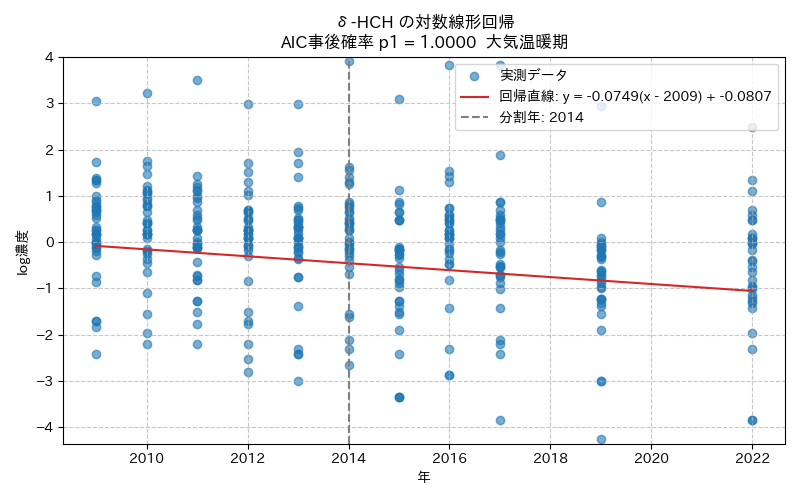 δ-HCH の対数線形回帰
AIC事後確率 p1 = 1.0000  大気温暖期
実測データ
回帰直線: y = -0.0749(x - 2009) + -0.0807
分割年: 2014
log濃度
4
3
2
1
0
−1
−2
−3
−4
2010
2012
2014
2016
2018
2020
2022
年